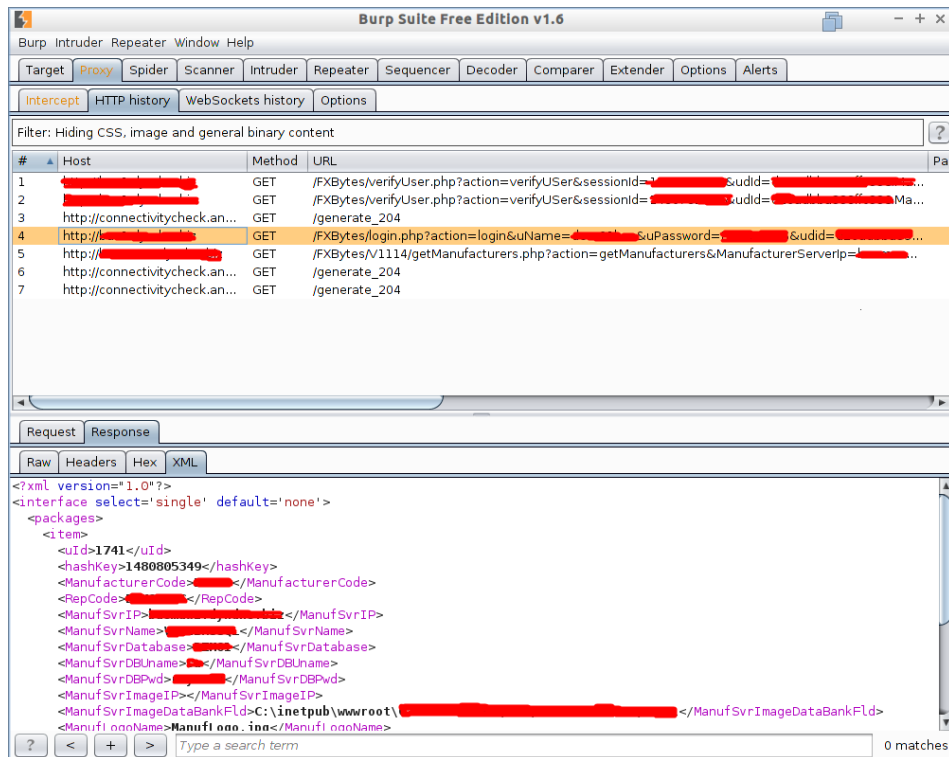 Burp Suite Free Edition v1.6
Burp Intruder Repeater Window Help
Target Proxy Spider Scanner Intruder Repeater Sequencer Decoder Comparer Extender Options Alerts
Intercept HTTP history WebSockets history Options
Filter: Hiding CSS, image and general binary content ?
# Host Method URL Pa
1 GET /FXBytes/verifyUser.php?action=verifyUSer&sessionId= &udId=
2 GET /FXBytes/verifyUser.php?action=verifyUSer&sessionId= &udId= Ma...
3 http://connectivitycheck.an... GET /generate_204
4 http:// GET /FXBytes/login.php?action=login&uName= &uPassword= &udid=
5 http:// GET /FXBytes/V1114/getManufacturers.php?action=getManufacturers&ManufacturerServerIp= ...
6 http://connectivitycheck.an... GET /generate_204
7 http://connectivitycheck.an... GET /generate_204
Request Response
Raw Headers Hex XML
<?xml version="1.0"?>
<interface select='single' default='none'>
<packages>
<item>
<uId>1741</uId>
<hashKey>1480805349</hashKey>
<ManufacturerCode> </ManufacturerCode>
<RepCode> </RepCode>
<ManufSvrIP> </ManufSvrIP>
<ManufSvrName> </ManufSvrName>
<ManufSvrDatabase> </ManufSvrDatabase>
<ManufSvrDBUname> </ManufSvrDBUname>
<ManufSvrDBPwd> </ManufSvrDBPwd>
<ManufSvrImageIP></ManufSvrImageIP>
<ManufSvrImageDataBankFld>C:\inetpub\wwwroot\ </ManufSvrImageDataBankFld>
<ManufLogoName>ManufLogo.jpg</ManufLogoName>
? < + > Type a search term 0 matches